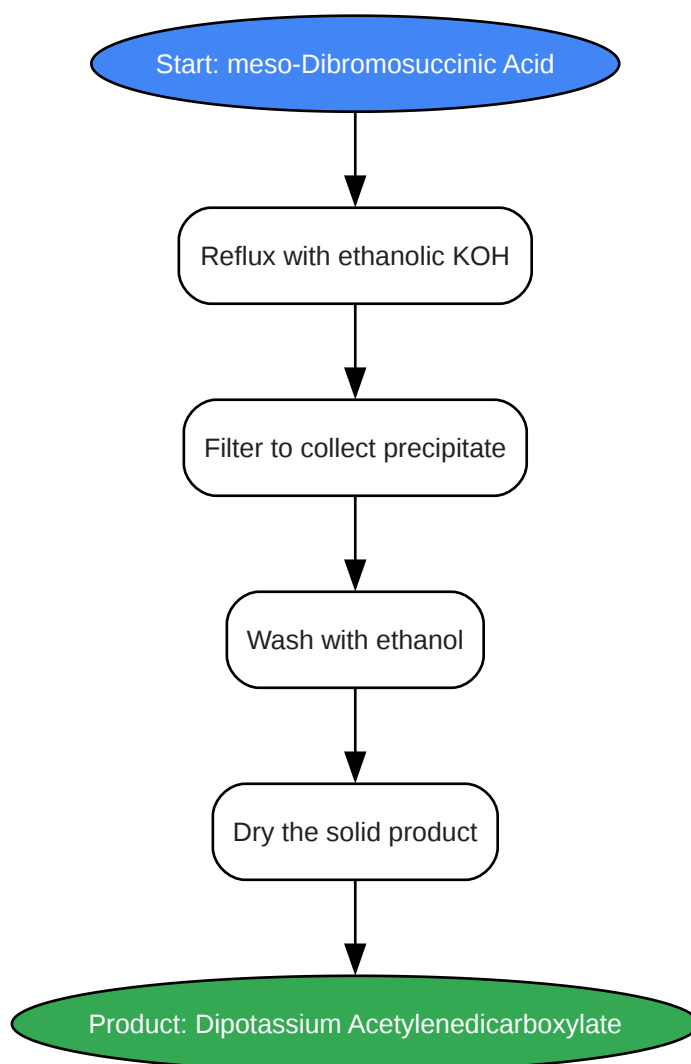 Start: meso-Dibromosuccinic Acid
Reflux with ethanolic KOH
Filter to collect precipitate
Wash with ethanol
Dry the solid product
Product: Dipotassium Acetylenedicarboxylate